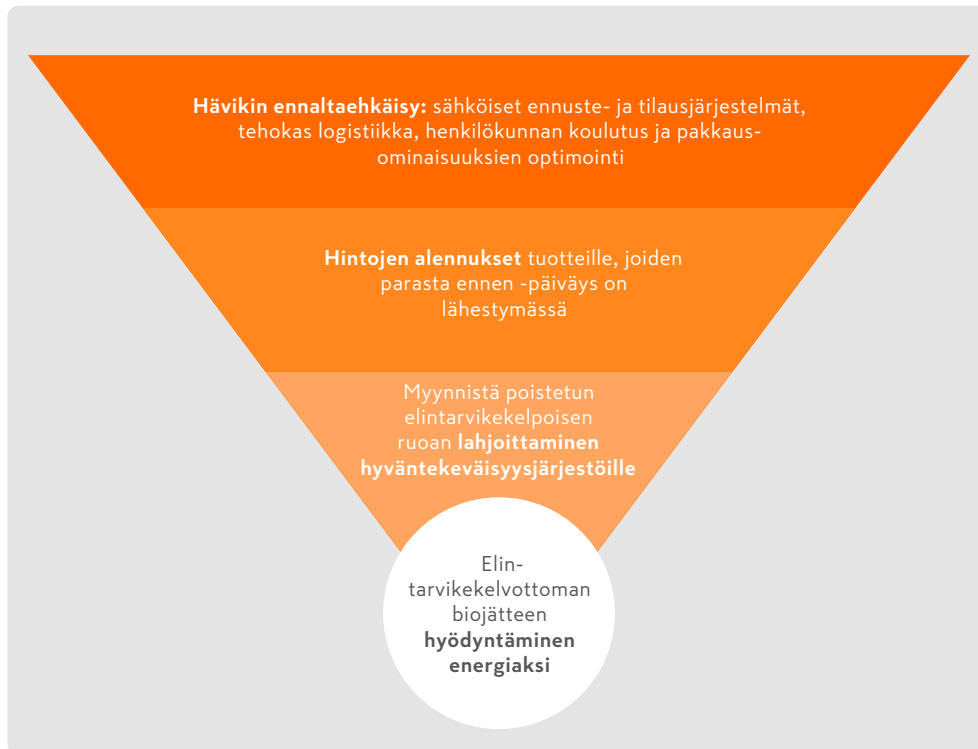 Hävikin ennaltaehkäisy: sähköiset ennuste- ja tilausjärjestelmät,
tehokas logistiikka, henkilökunnan koulutus ja pakkaus-
ominaisuuksien optimointi
Hintojen alennukset tuotteille, joiden
parasta ennen -päiväys on
lähestymässä
Myynnistä poistetun
elintarvikekelpoisen
ruoan lahjoittaminen
hyväntekeväisyysjärjestöille
Elin-
tarvikekelvottoman
biojätteen
hyödyntäminen
energiaksi